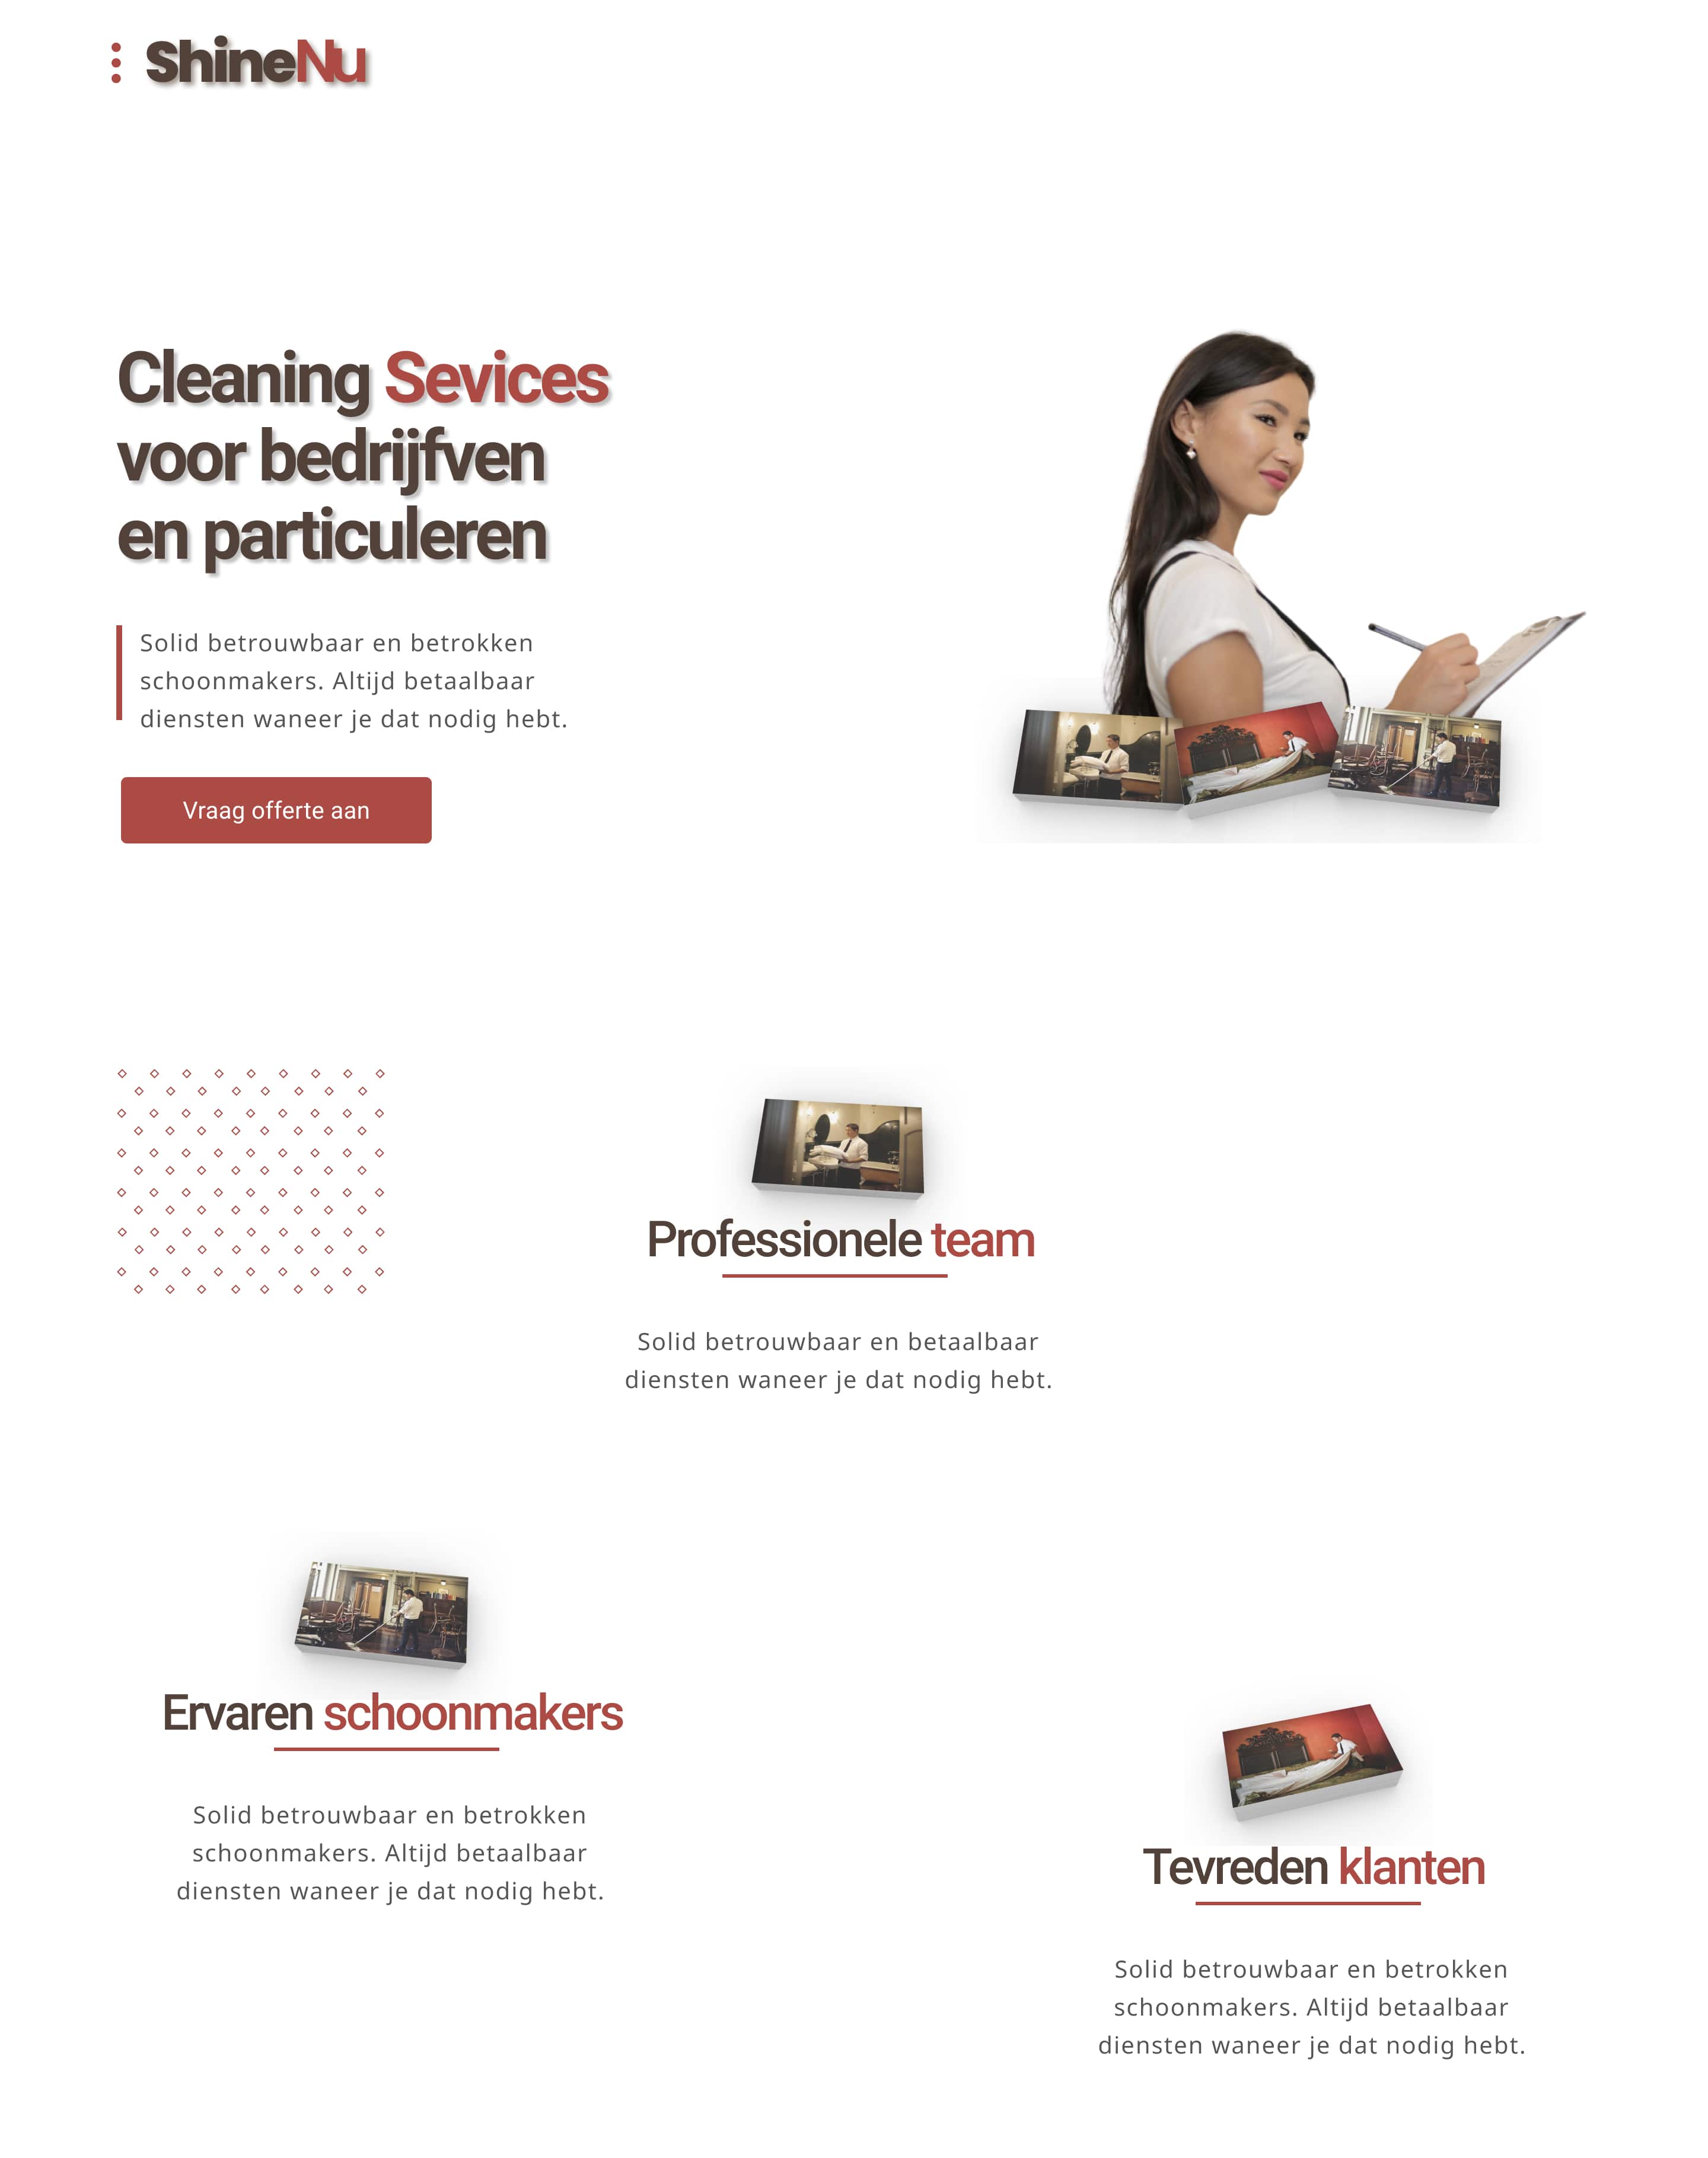 ShineNu
Cleaning Sevices
voor bedrijfven
en particuleren
Solid betrouwbaar en betrokken
schoonmakers. Altijd betaalbaar
diensten waneer je dat nodig hebt.
Vraag offerte aan
Professionele team
Solid betrouwbaar en betaalbaar
diensten waneer je dat nodig hebt.
Ervaren schoonmakers
Solid betrouwbaar en betrokken
schoonmakers. Altijd betaalbaar
diensten waneer je dat nodig hebt.
Tevreden klanten
Solid betrouwbaar en betrokken
schoonmakers. Altijd betaalbaar
diensten waneer je dat nodig hebt.